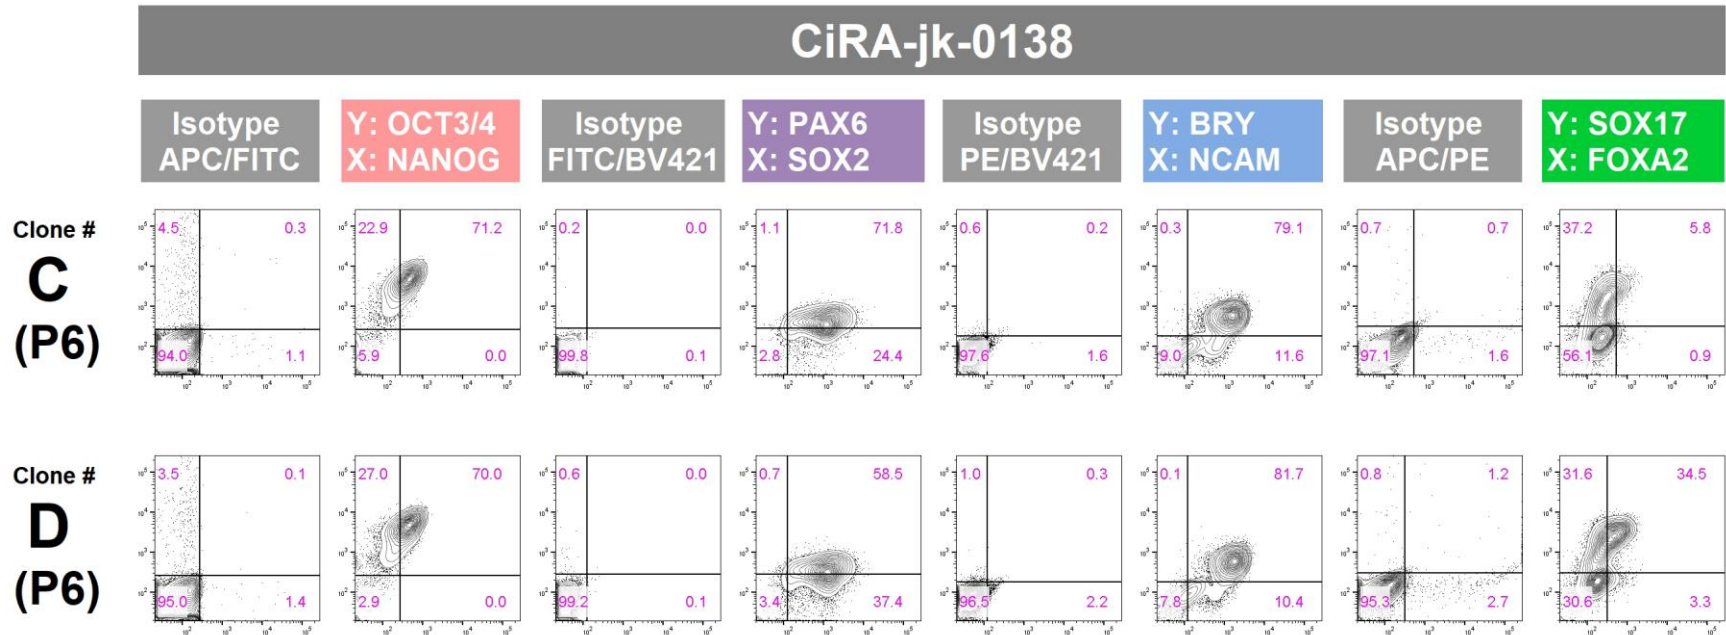 CiRA-jk-0138
Isotype
APC/FITC
Y: OCT3/4
X: NANOG
Isotype
FITC/BV421
Y: PAX6
X: SOX2
Isotype
PE/BV421
Y: BRY
X: NCAM
Isotype
APC/PE
Y: SOX17
X: FOXA2
Clone #
C
(P6)
4.5 0.3
94.0 1.1
22.9 71.2
5.9 0.0
0.2 0.0
99.8 0.1
1.1 71.8
2.8 24.4
0.6 0.2
97.6 1.6
0.3 79.1
9.0 11.6
0.7 0.7
97.1 1.6
37.2 5.8
56.1 0.9
Clone #
D
(P6)
3.5 0.1
95.0 1.4
27.0 70.0
2.9 0.0
0.6 0.0
99.2 0.1
0.7 58.5
3.4 37.4
1.0 0.3
96.5 2.2
0.1 81.7
7.8 10.4
0.8 1.2
95.3 2.7
31.6 34.5
30.6 3.3